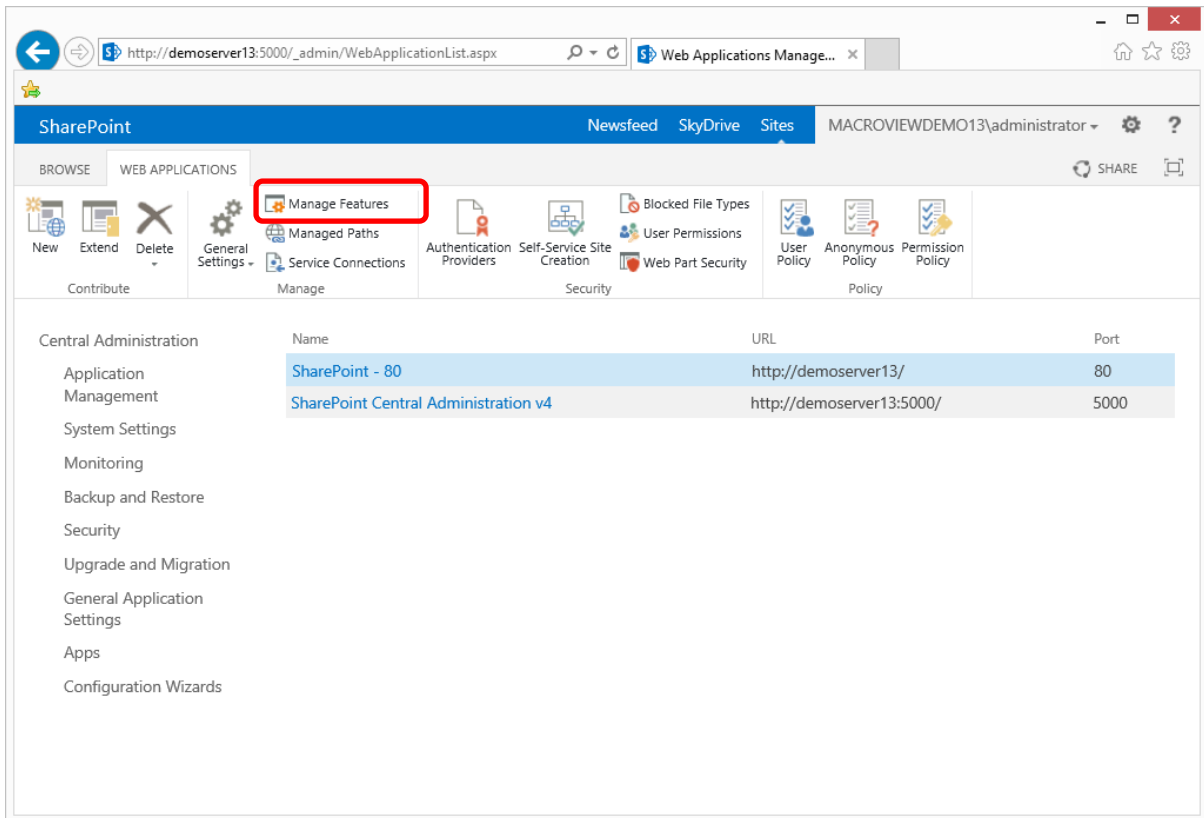 http://demoserver13:5000/_admin/WebApplicationList.aspx
Web Applications Manage...
SharePoint
Newsfeed SkyDrive Sites MACROVIEWDEMO13\administrator ?
BROWSE WEB APPLICATIONS SHARE
New
Extend
Delete
Contribute
General
Settings
Manage Features
Managed Paths
Service Connections
Manage
Authentication
Providers
Self-Service Site
Creation
Blocked File Types
User Permissions
Web Part Security
Security
User
Policy
Anonymous
Policy
Permission
Policy
Policy
Central Administration
Application
Management
System Settings
Monitoring
Backup and Restore
Security
Upgrade and Migration
General Application
Settings
Apps
Configuration Wizards
Name URL Port
SharePoint - 80 http://demoserver13/ 80
SharePoint Central Administration v4 http://demoserver13:5000/ 5000